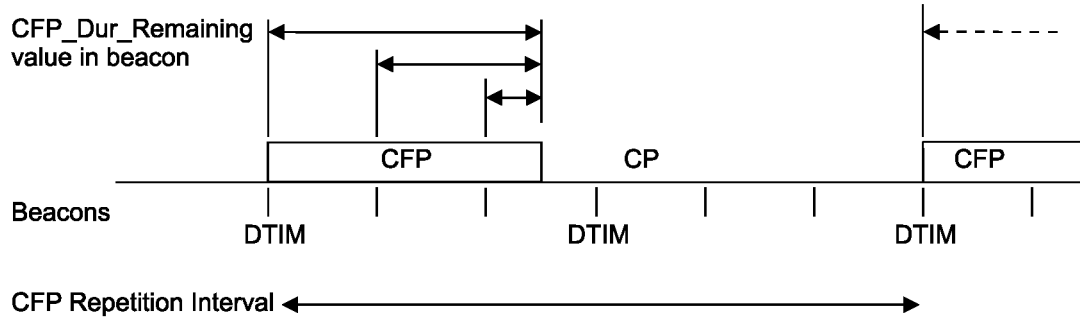 CFP_Dur_Remaining
value in beacon
CFP
CP
CFP
Beacons
DTIM
DTIM
DTIM
CFP Repetition Interval